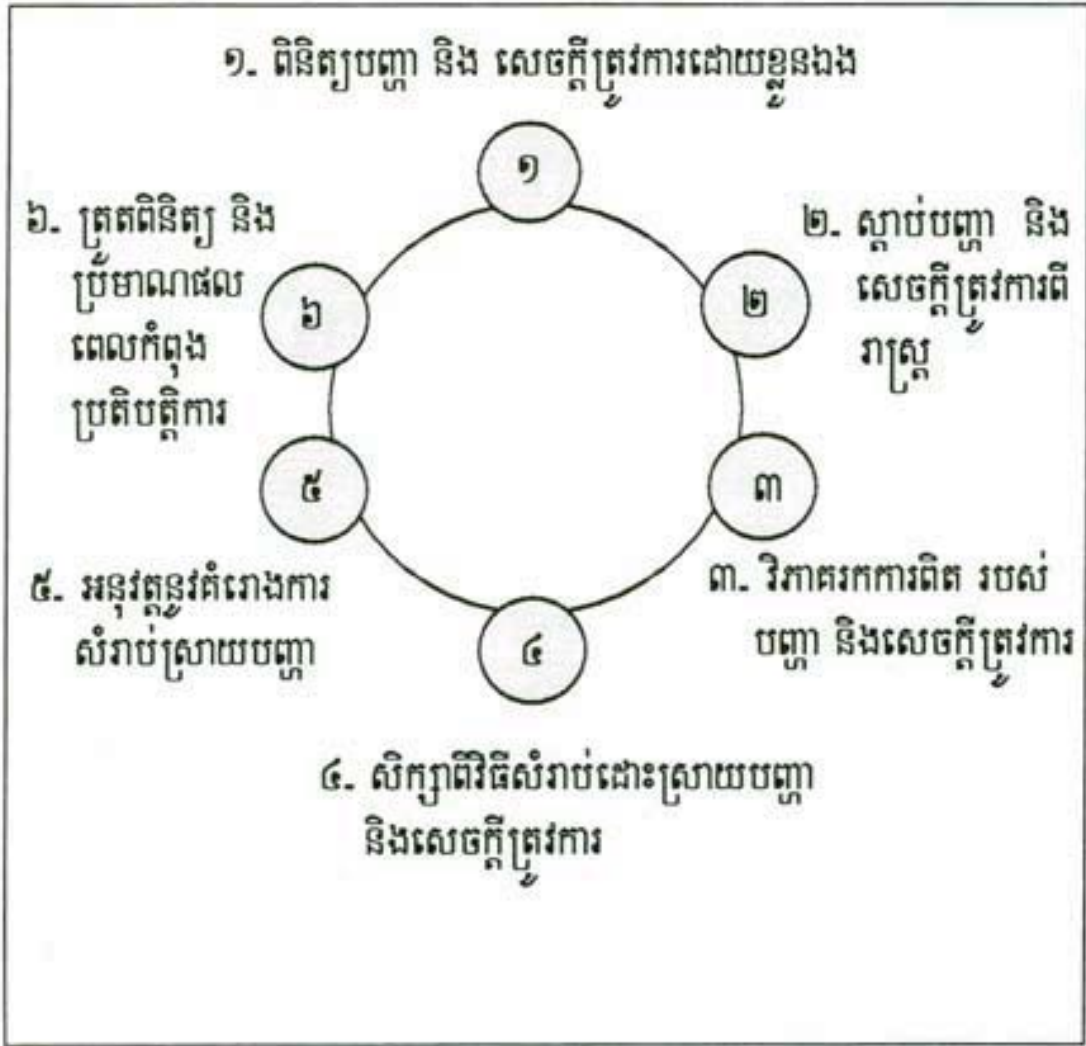 ១. ពិនិត្យបញ្ហា និង សេចក្តីត្រូវការដោយខ្លួនឯង
១
២. ស្តាប់បញ្ហា និង
សេចក្តីត្រូវការពី
រាស្ត្រ
២
៣
៣. វិភាគរកការពិត របស់
បញ្ហា និងសេចក្តីត្រូវការ
៤
៤. សិក្សាពីវិធីសំរាប់ដោះស្រាយបញ្ហា
និងសេចក្តីត្រូវការ
៥
៥. អនុវត្តនូវគំរោងការ
សំរាប់ស្រាយបញ្ហា
៦
៦. ត្រួតពិនិត្យ និង
ប្រមាណផល
ពេលកំពុង
ប្រតិបត្តិការ